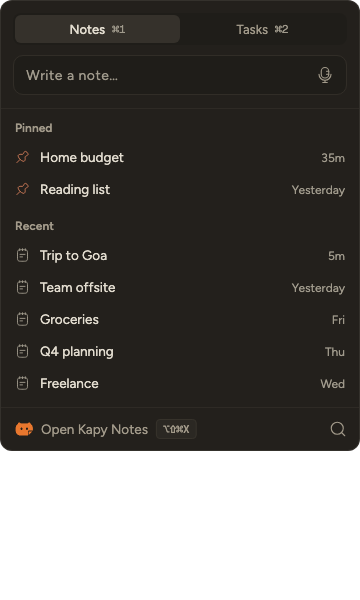 Notes ⌘1 Tasks ⌘2
Write a note...
Pinned
Home budget 35m
Reading list Yesterday
Recent
Trip to Goa 5m
Team offsite Yesterday
Groceries Fri
Q4 planning Thu
Freelance Wed
Open Kapy Notes ⌥⇧⌘X